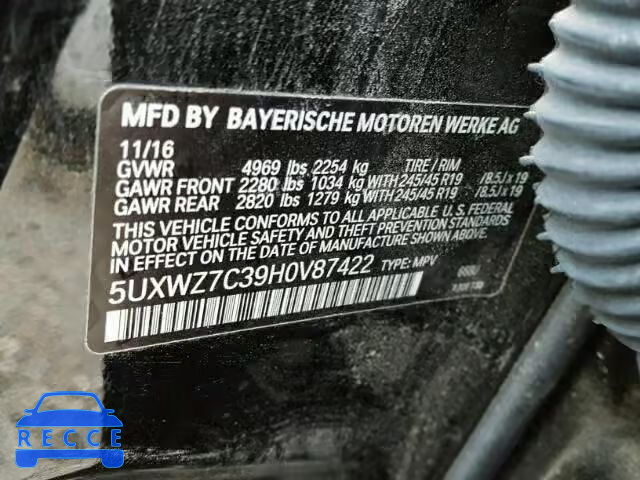 MFD BY BAYERISCHE MOTOREN WERKE AG
11/16
GVWR 4969 lbs 2254 kg TIRE / RIM
GAWR FRONT 2280 lbs 1034 kg WITH 245/45 R19 /8.5J x 19
GAWR REAR 2820 lbs 1279 kg WITH 245/45 R19 /8.5J x 19
THIS VEHICLE CONFORMS TO ALL APPLICABLE U.S. FEDERAL
MOTOR VEHICLE SAFETY AND THEFT PREVENTION STANDARDS
IN EFFECT ON THE DATE OF MANUFACTURE SHOWN ABOVE.
5UXWZ7C39H0V87422 TYPE: MPV
RECCE